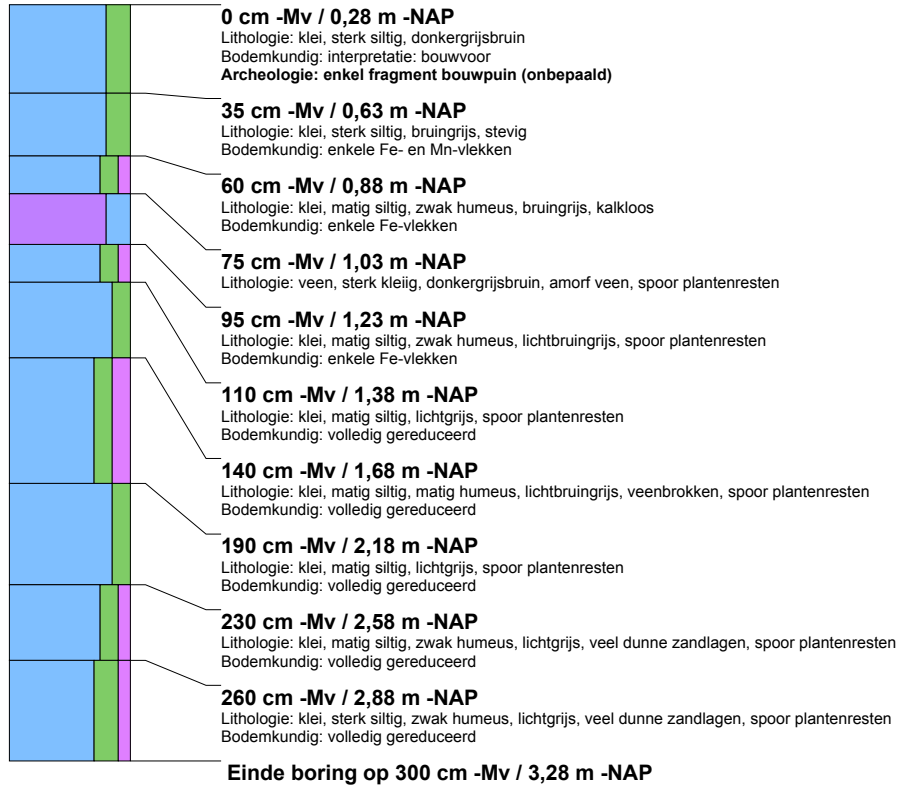 0 cm -Mv / 0,28 m -NAP
Lithologie: klei, sterk siltig, donkergrijsbruin
Bodemkundig: interpretatie: bouwvoor
Archeologie: enkel fragment bouwpuin (onbepaald)
35 cm -Mv / 0,63 m -NAP
Lithologie: klei, sterk siltig, bruingrijs, stevig
Bodemkundig: enkele Fe- en Mn-vlekken
60 cm -Mv / 0,88 m -NAP
Lithologie: klei, matig siltig, zwak humeus, bruingrijs, kalkloos
Bodemkundig: enkele Fe-vlekken
75 cm -Mv / 1,03 m -NAP
Lithologie: veen, sterk kleiig, donkergrijsbruin, amorf veen, spoor plantenresten
95 cm -Mv / 1,23 m -NAP
Lithologie: klei, matig siltig, zwak humeus, lichtbruingrijs, spoor plantenresten
Bodemkundig: enkele Fe-vlekken
110 cm -Mv / 1,38 m -NAP
Lithologie: klei, matig siltig, lichtgrijs, spoor plantenresten
Bodemkundig: volledig gereduceerd
140 cm -Mv / 1,68 m -NAP
Lithologie: klei, matig siltig, matig humeus, lichtbruingrijs, veenbrokken, spoor plantenresten
Bodemkundig: volledig gereduceerd
190 cm -Mv / 2,18 m -NAP
Lithologie: klei, matig siltig, lichtgrijs, spoor plantenresten
Bodemkundig: volledig gereduceerd
230 cm -Mv / 2,58 m -NAP
Lithologie: klei, matig siltig, zwak humeus, lichtgrijs, veel dunne zandlagen, spoor plantenresten
Bodemkundig: volledig gereduceerd
260 cm -Mv / 2,88 m -NAP
Lithologie: klei, sterk siltig, zwak humeus, lichtgrijs, veel dunne zandlagen, spoor plantenresten
Bodemkundig: volledig gereduceerd
Einde boring op 300 cm -Mv / 3,28 m -NAP